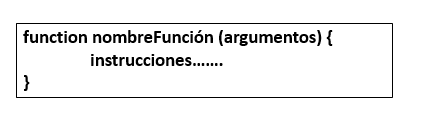 function nombreFunción (argumentos) {
instrucciones…….
}